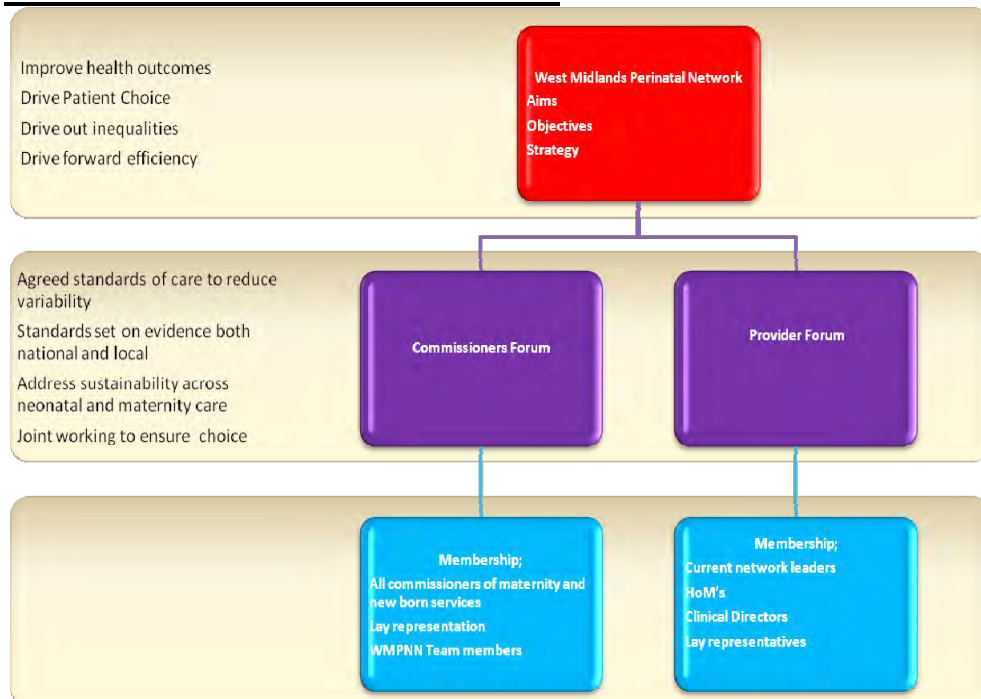 Improve health outcomes
Drive Patient Choice
Drive out inequalities
Drive forward efficiency
West Midlands Perinatal Network
Aims
Objectives
Strategy
Agreed standards of care to reduce
variability
Standards set on evidence both
national and local
Address sustainability across
neonatal and maternity care
Joint working to ensure choice
Commissioners Forum
Provider Forum
Membership;
All commissioners of maternity and
new born services
Lay representation
WMPNN Team members
Membership;
Current network leaders
HoM's
Clinical Directors
Lay representatives